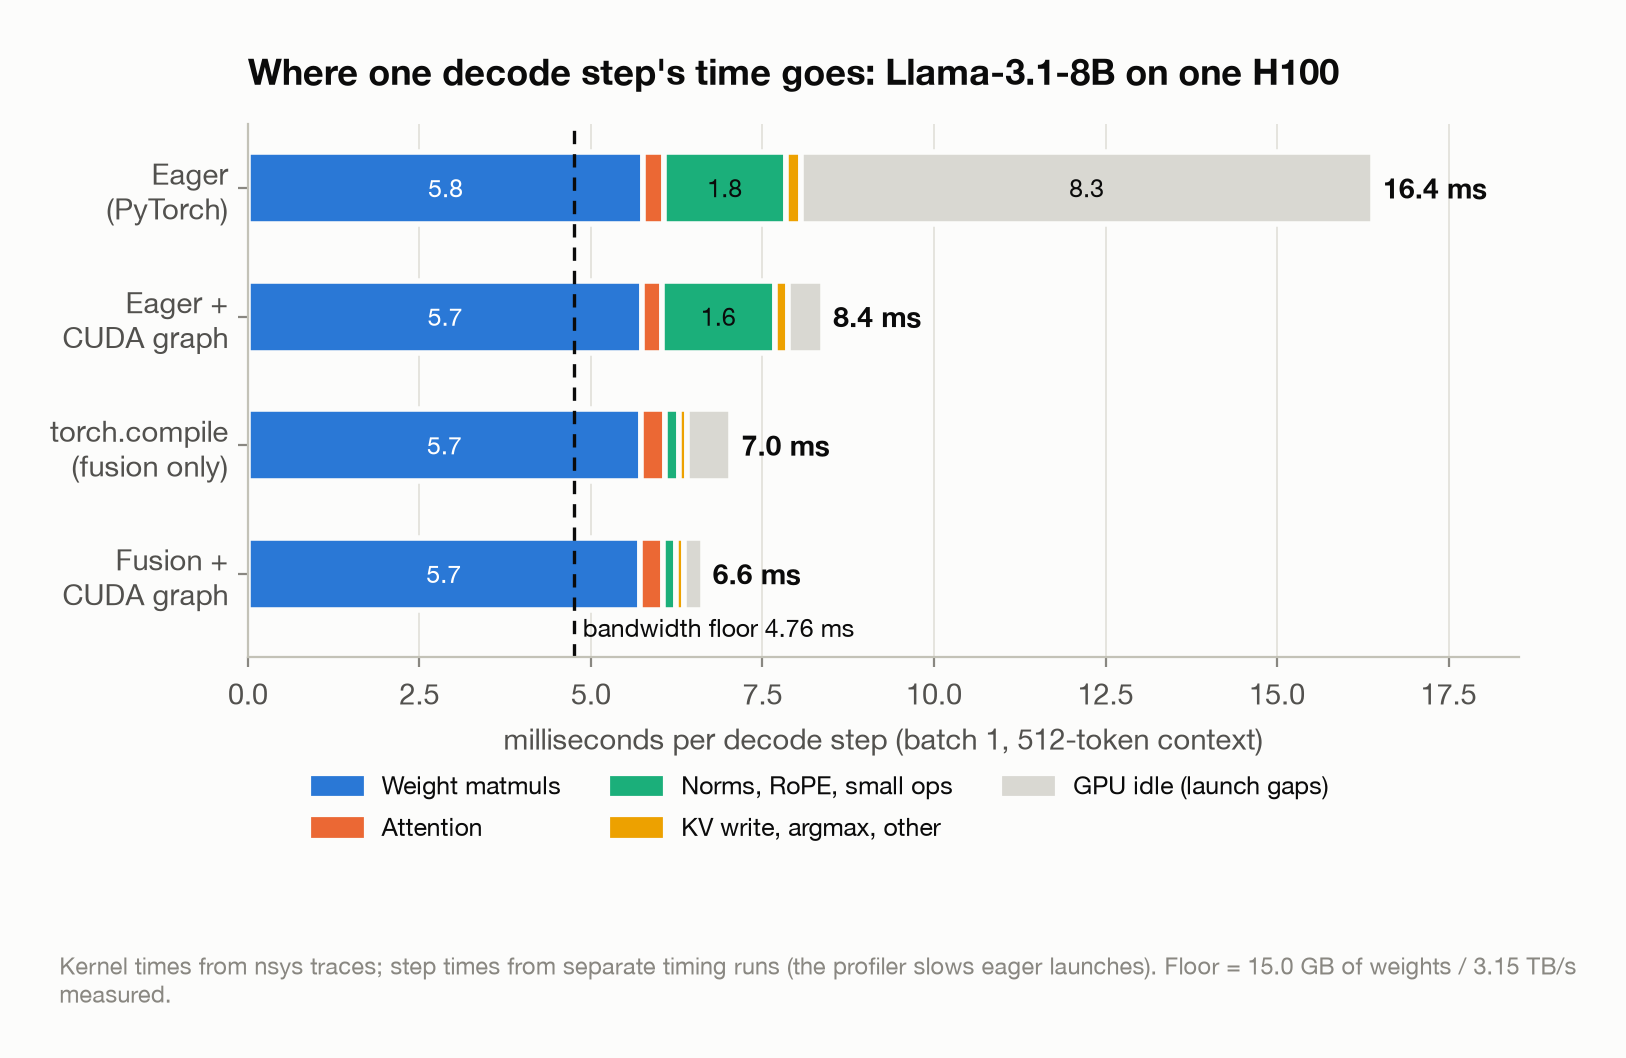 Where one decode step's time goes: Llama-3.1-8B on one H100
Eager
(PyTorch)
5.8
1.8
8.3
16.4 ms
Eager +
CUDA graph
5.7
1.6
8.4 ms
torch.compile
(fusion only)
5.7
7.0 ms
Fusion +
CUDA graph
5.7
6.6 ms
bandwidth floor 4.76 ms
0.0 2.5 5.0 7.5 10.0 12.5 15.0 17.5
milliseconds per decode step (batch 1, 512-token context)
Weight matmuls
Norms, RoPE, small ops
GPU idle (launch gaps)
Attention
KV write, argmax, other
Kernel times from nsys traces; step times from separate timing runs (the profiler slows eager launches). Floor = 15.0 GB of weights / 3.15 TB/s
measured.